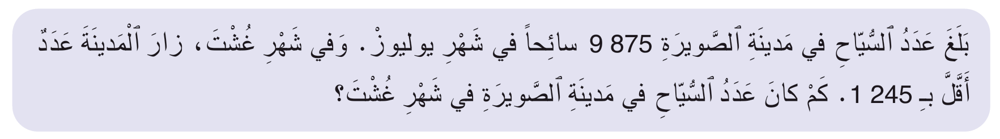 بَلَغَ عَدَدُ ٱلسُّيّاحِ في مَدينَةِ ٱلصَّويرَةِ 875 9 سائِحاً في شَهْرِ يوليوزْ. وَفي شَهْرِ غُشْتَ، زارَ ٱلْمَدينَةَ عَدَدٌ
أَقَّلَّ بِـ 245 1. كَمْ كانَ عَدَدُ ٱلسُّيّاحِ في مَدينَةِ ٱلصَّويرَةِ في شَهْرِ غُشْتَ؟